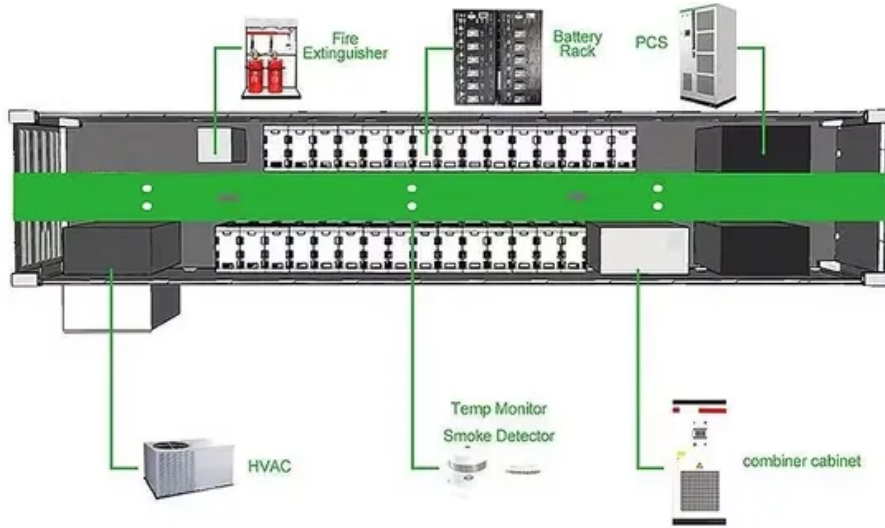 Fire
Extinguisher
Battery
Rack
PCS
HVAC
Temp Monitor
Smoke Detector
combiner cabinet